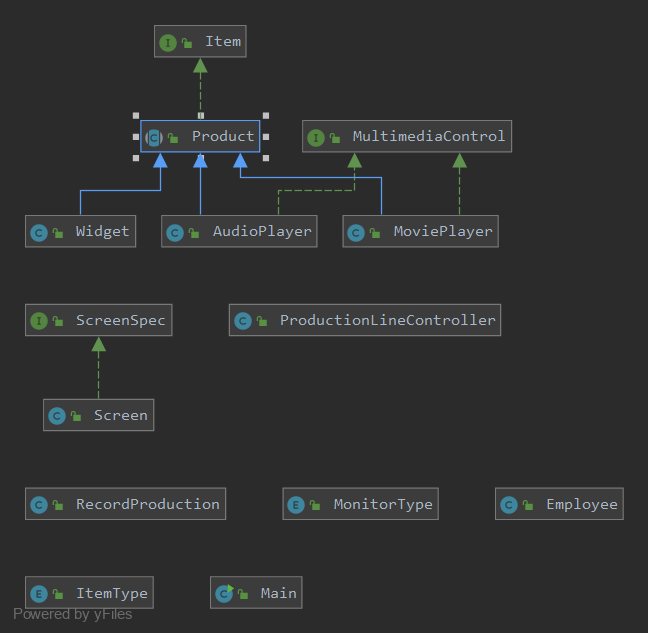 I Item
C Product
I MultimediaControl
C Widget
C AudioPlayer
C MoviePlayer
I ScreenSpec
C ProductionLineController
C Screen
C RecordProduction
E MonitorType
C Employee
E ItemType
C Main
Powered by yFiles